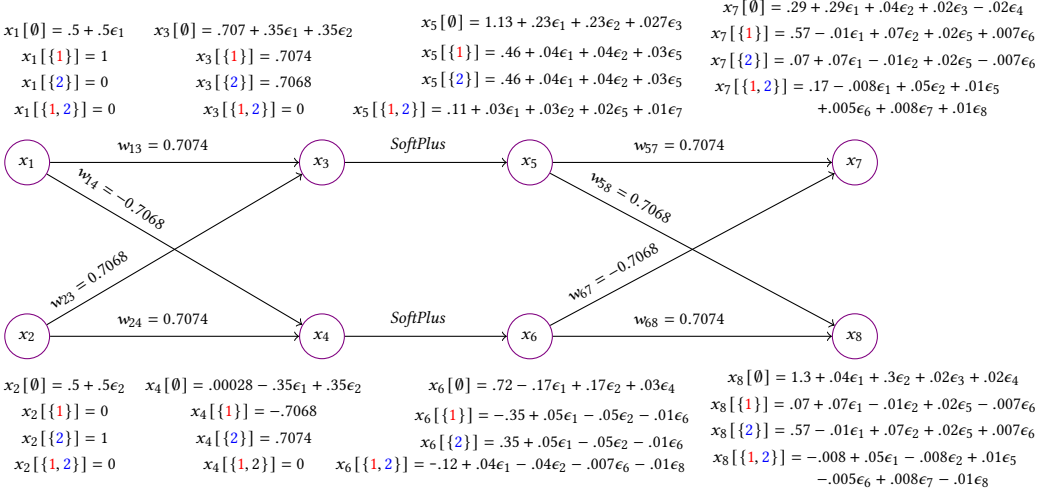 x₁[∅] = .5 + .5ϵ₁
x₁[{1}] = 1
x₁[{2}] = 0
x₁[{1, 2}] = 0
x₃[∅] = .707 + .35ϵ₁ + .35ϵ₂
x₃[{1}] = .7074
x₃[{2}] = .7068
x₃[{1, 2}] = 0
x₅[∅] = 1.13 + .23ϵ₁ + .23ϵ₂ + .027ϵ₃
x₅[{1}] = .46 + .04ϵ₁ + .04ϵ₂ + .03ϵ₅
x₅[{2}] = .46 + .04ϵ₁ + .04ϵ₂ + .03ϵ₅
x₅[{1, 2}] = .11 + .03ϵ₁ + .03ϵ₂ + .02ϵ₅ + .01ϵ₇
x₇[∅] = .29 + .29ϵ₁ + .04ϵ₂ + .02ϵ₃ − .02ϵ₄
x₇[{1}] = .57 − .01ϵ₁ + .07ϵ₂ + .02ϵ₅ + .007ϵ₆
x₇[{2}] = .07 + .07ϵ₁ − .01ϵ₂ + .02ϵ₅ − .007ϵ₆
x₇[{1, 2}] = .17 − .008ϵ₁ + .05ϵ₂ + .01ϵ₅
+.005ϵ₆ + .008ϵ₇ + .01ϵ₈
x₁
w₁₃ = 0.7074
x₃
SoftPlus
x₅
w₅₇ = 0.7074
x₇
w₁₄ = −0.7068
w₅₈ = 0.7068
w₂₃ = 0.7068
w₆₇ = −0.7068
x₂
w₂₄ = 0.7074
x₄
SoftPlus
x₆
w₆₈ = 0.7074
x₈
x₂[∅] = .5 + .5ϵ₂
x₂[{1}] = 0
x₂[{2}] = 1
x₂[{1, 2}] = 0
x₄[∅] = .00028 − .35ϵ₁ + .35ϵ₂
x₄[{1}] = −.7068
x₄[{2}] = .7074
x₄[{1, 2}] = 0
x₆[∅] = .72 − .17ϵ₁ + .17ϵ₂ + .03ϵ₄
x₆[{1}] = −.35 + .05ϵ₁ − .05ϵ₂ − .01ϵ₆
x₆[{2}] = .35 + .05ϵ₁ − .05ϵ₂ − .01ϵ₆
x₆[{1, 2}] = -.12 + .04ϵ₁ − .04ϵ₂ − .007ϵ₆ − .01ϵ₈
x₈[∅] = 1.3 + .04ϵ₁ + .3ϵ₂ + .02ϵ₃ + .02ϵ₄
x₈[{1}] = .07 + .07ϵ₁ − .01ϵ₂ + .02ϵ₅ − .007ϵ₆
x₈[{2}] = .57 − .01ϵ₁ + .07ϵ₂ + .02ϵ₅ + .007ϵ₆
x₈[{1, 2}] = −.008 + .05ϵ₁ − .008ϵ₂ + .01ϵ₅
−.005ϵ₆ + .008ϵ₇ − .01ϵ₈